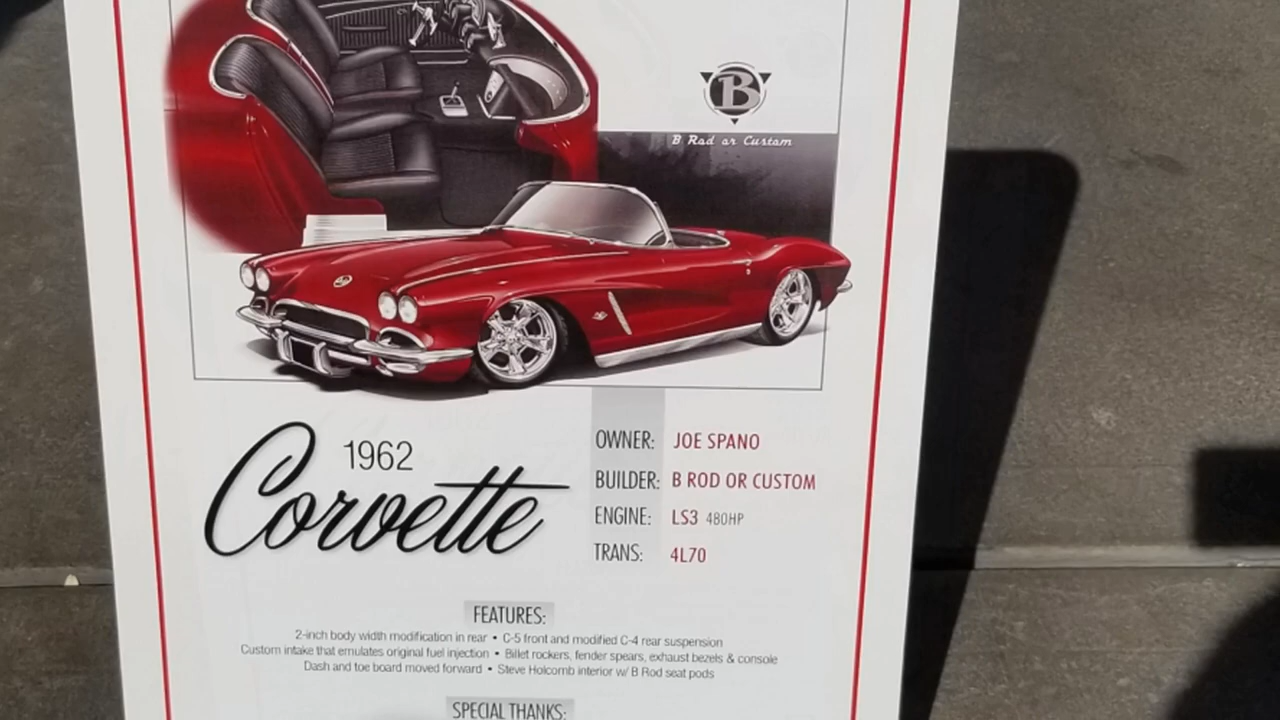 B
B Rod or Custom
1962
Corvette
OWNER: JOE SPANO
BUILDER: B ROD OR CUSTOM
ENGINE: LS3 480HP
TRANS: 4L70
FEATURES:
2-inch body width modification in rear • C-5 front and modified C-4 rear suspension
Custom intake that emulates original fuel injection • Billet rockers, fender spears, exhaust bezels & console
Dash and toe board moved forward • Steve Holcomb interior w/ B Rod seat pods
SPECIAL THANKS: